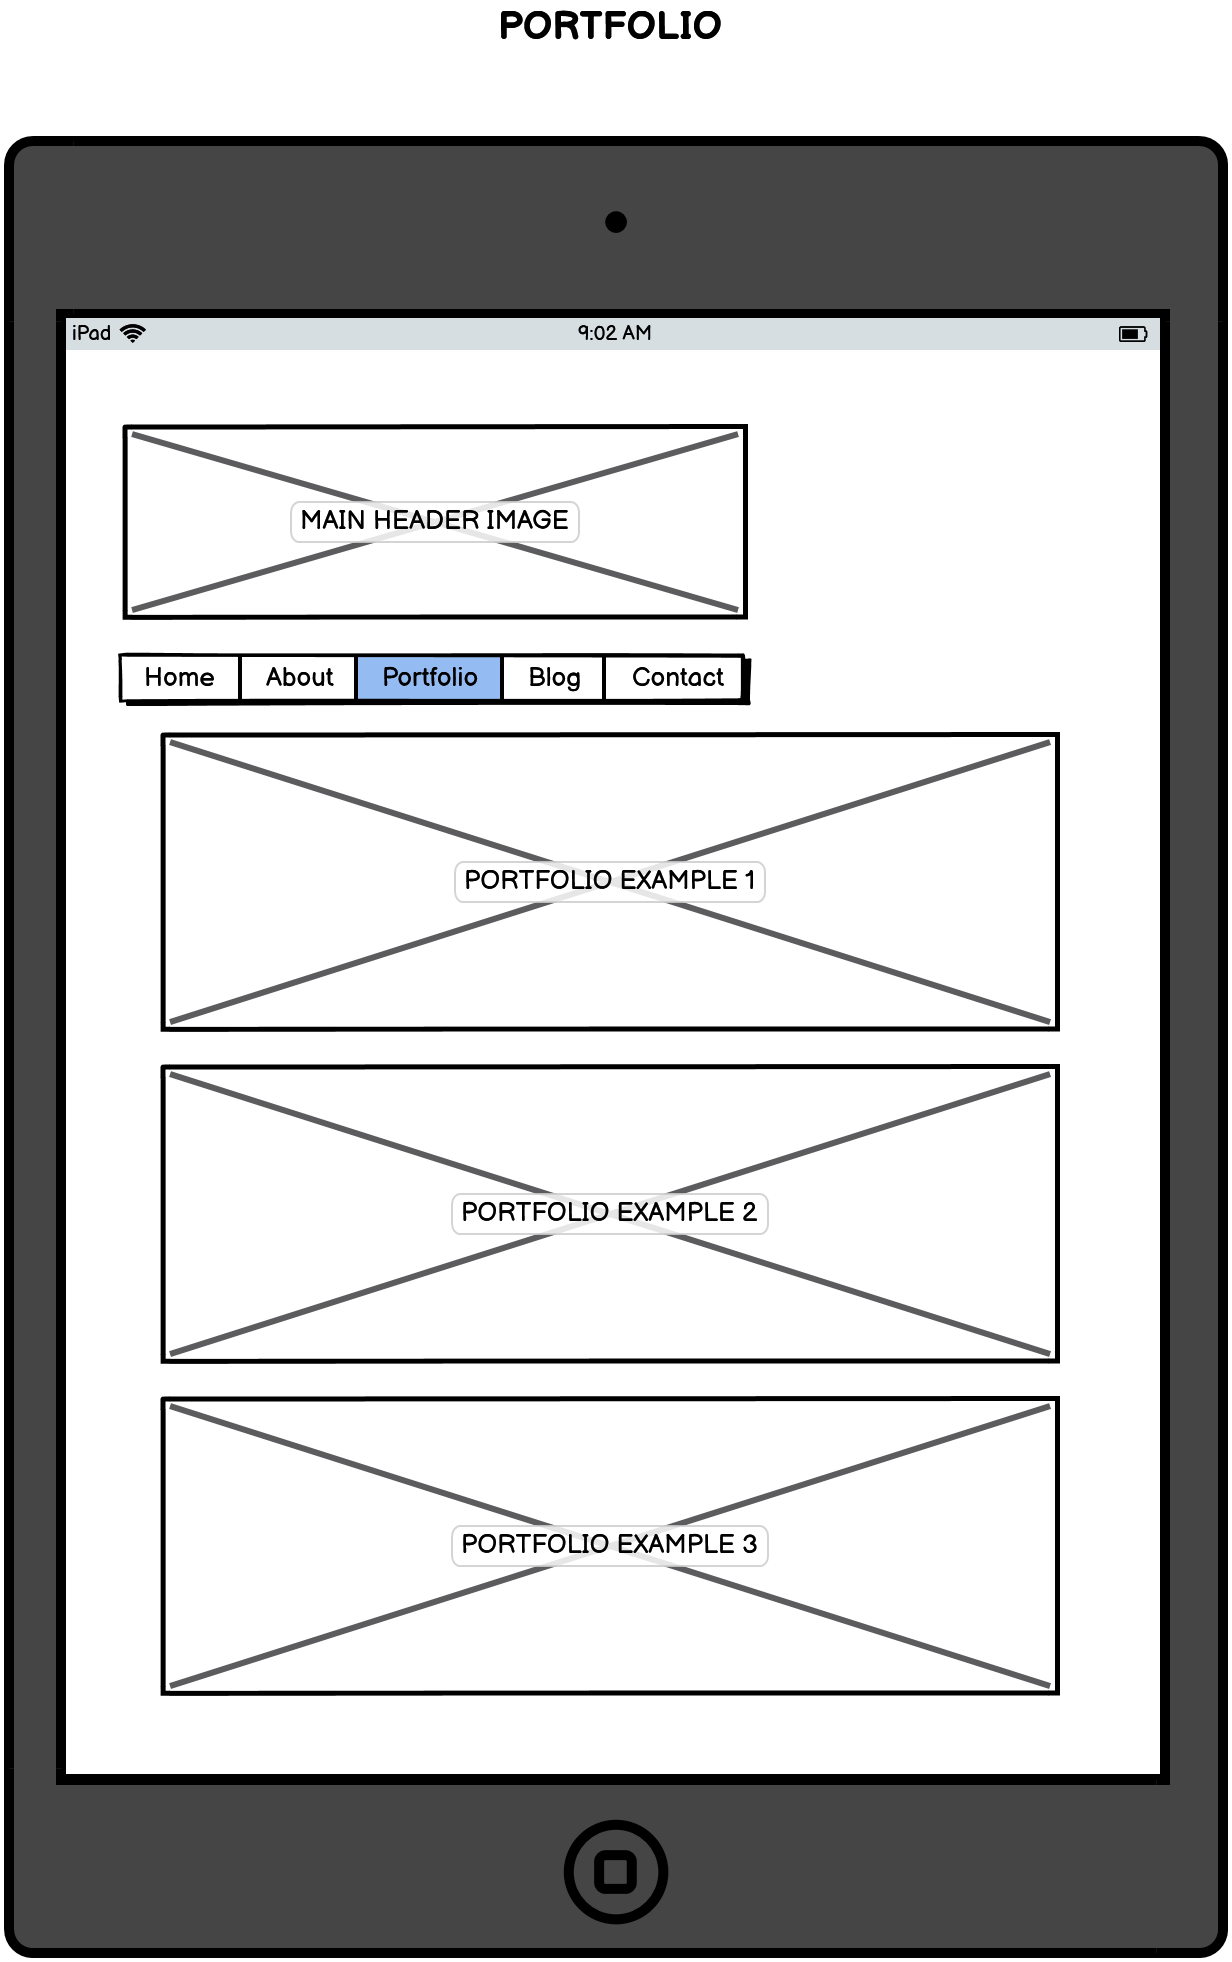 PORTFOLIO
iPad 9:02 AM
MAIN HEADER IMAGE
Home About Portfolio Blog Contact
PORTFOLIO EXAMPLE 1
PORTFOLIO EXAMPLE 2
PORTFOLIO EXAMPLE 3